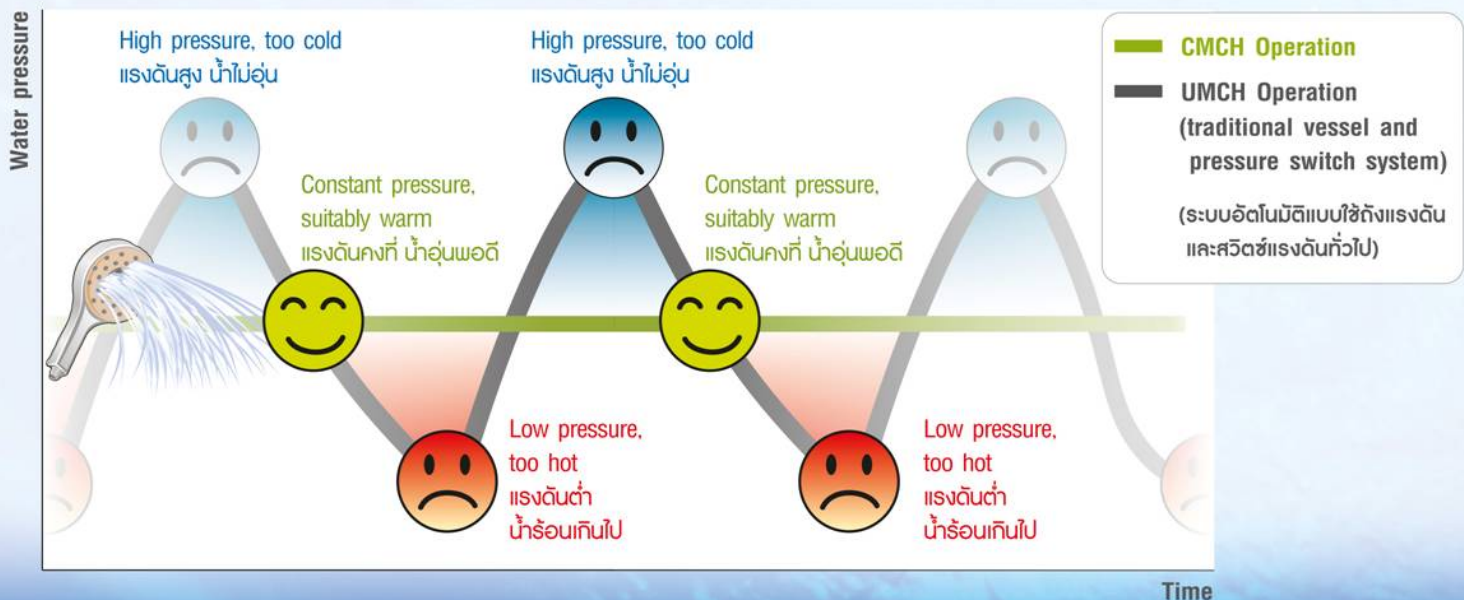 Water pressure
High pressure, too cold
แรงดันสูง น้ำไม่อุ่น
High pressure, too cold
แรงดันสูง น้ำไม่อุ่น
Constant pressure,
suitably warm
แรงดันคงที่ น้ำอุ่นพอดี
Constant pressure,
suitably warm
แรงดันคงที่ น้ำอุ่นพอดี
Low pressure,
too hot
แรงดันต่ำ
น้ำร้อนเกินไป
Low pressure,
too hot
แรงดันต่ำ
น้ำร้อนเกินไป
CMCH Operation
UMCH Operation
(traditional vessel and
pressure switch system)
(ระบบอัตโนมัติแบบใช้ถังแรงดัน
และสวิตช์แรงดันทั่วไป)
Time